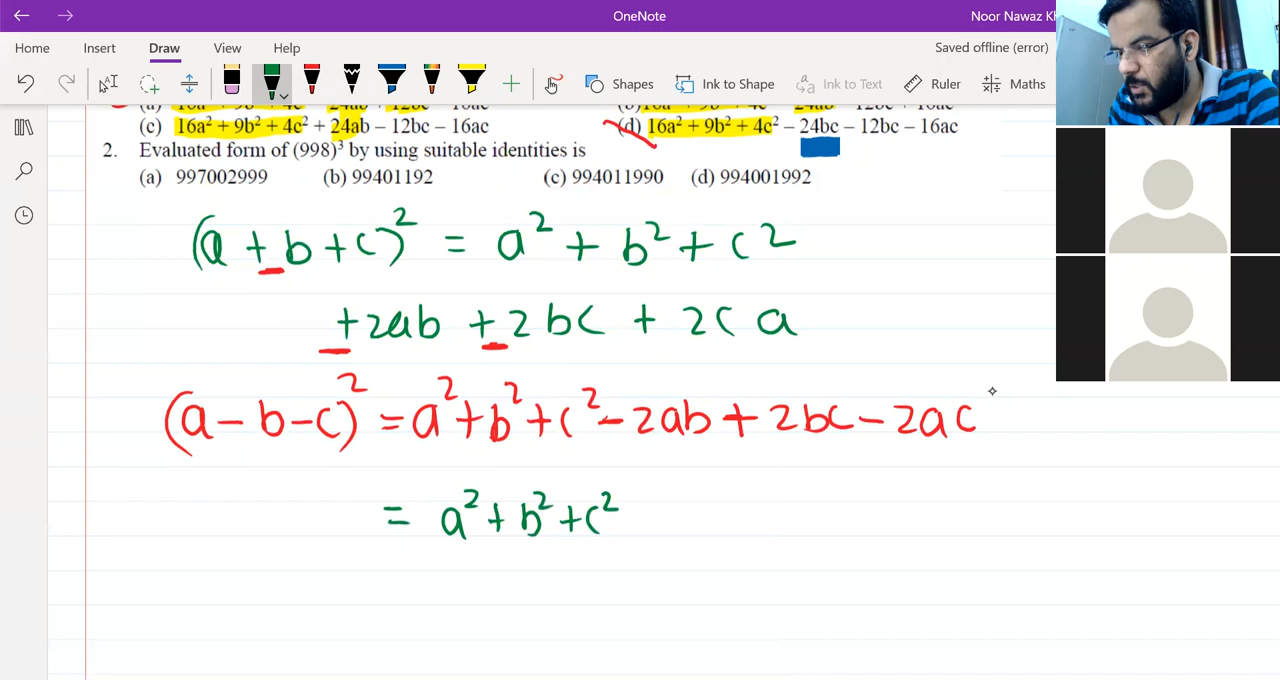 OneNote
Noor Nawaz Kh
Home Insert Draw View Help Saved offline (error)
Shapes Ink to Shape Ink to Text Ruler Maths
(c) 16a² + 9b² + 4c² + 24ab – 12bc – 16ac (d) 16a² + 9b² + 4c² – 24bc – 12bc – 16ac
2. Evaluated form of (998)³ by using suitable identities is
(a) 997002999 (b) 99401192 (c) 994011990 (d) 994001992
(a + b + c)² = a² + b² + c²
+ 2ab + 2bc + 2ca
(a – b – c)² = a² + b² + c² – 2ab + 2bc – 2ac
= a² + b² + c²